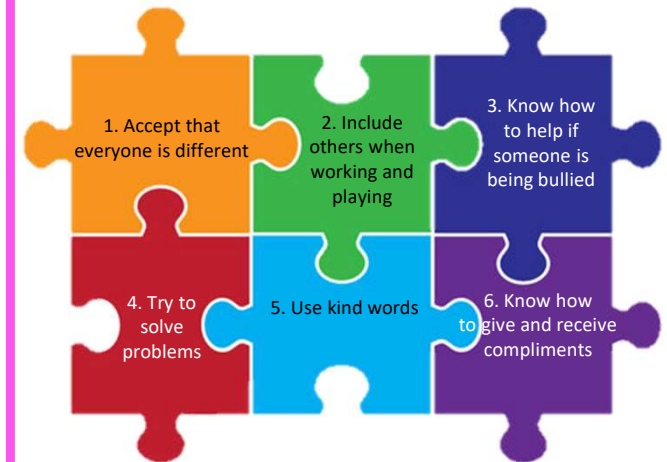 1. Accept that
everyone is different
2. Include
others when
working and
playing
3. Know how
to help if
someone is
being bullied
4. Try to
solve
problems
5. Use kind words
6. Know how
to give and receive
compliments